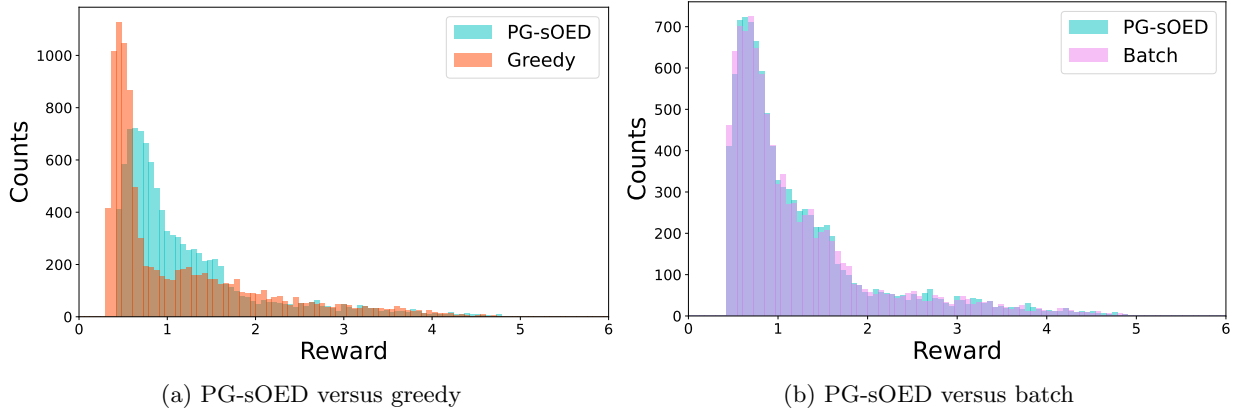 PG-sOED
Greedy
1000
800
600
400
200
0
Counts
0 1 2 3 4 5 6
Reward
(a) PG-sOED versus greedy
PG-sOED
Batch
700
600
500
400
300
200
100
0
Counts
0 1 2 3 4 5 6
Reward
(b) PG-sOED versus batch